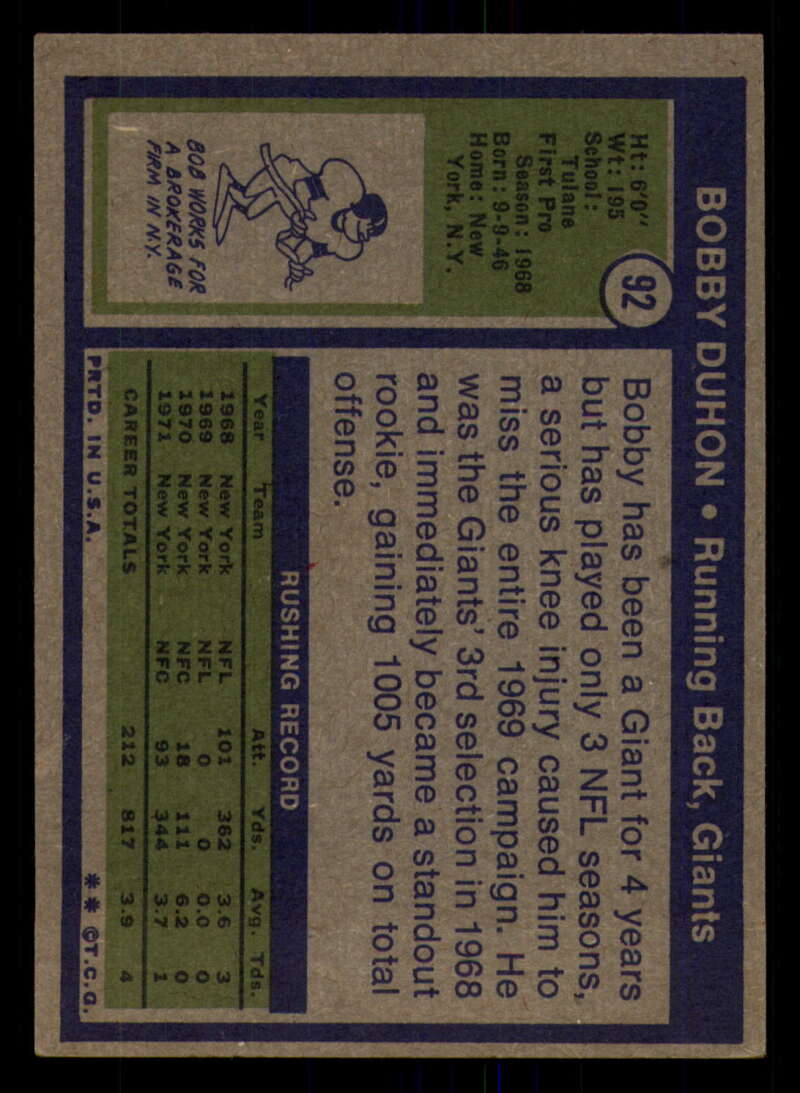 BOBBY DUHON • Running Back, Giants
Ht: 6'0"
Wt: 195
School:
Tulane
First Pro
Season: 1968
Born: 9-9-46
Home: New
York, N.Y.
92
BOB WORKS FOR
A BROKERAGE
FIRM IN N.Y.
Bobby has been a Giant for 4 years
but has played only 3 NFL seasons,
a serious knee injury caused him to
miss the entire 1969 campaign. He
was the Giants' 3rd selection in 1968
and immediately became a standout
rookie, gaining 1005 yards on total
offense.
RUSHING RECORD
Year Team Att. Yds. Avg. Tds.
1968 New York NFL 101 362 3.6 3
1969 New York NFL 0 0 0.0 0
1970 New York NFC 18 111 6.2 0
1971 New York NFC 93 344 3.7 1
CAREER TOTALS 212 817 3.9 4
PRTD. IN U.S.A. ** ©T.C.G.